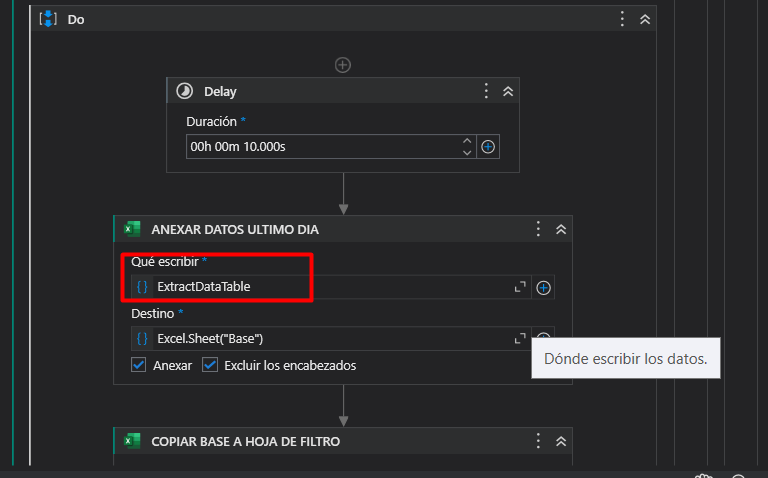 Do
Delay
Duración *
00h 00m 10.000s
ANEXAR DATOS ULTIMO DIA
Qué escribir *
{} ExtractDataTable
Destino *
{} Excel.Sheet("Base")
Dónde escribir los datos.
Anexar
Excluir los encabezados
COPIAR BASE A HOJA DE FILTRO